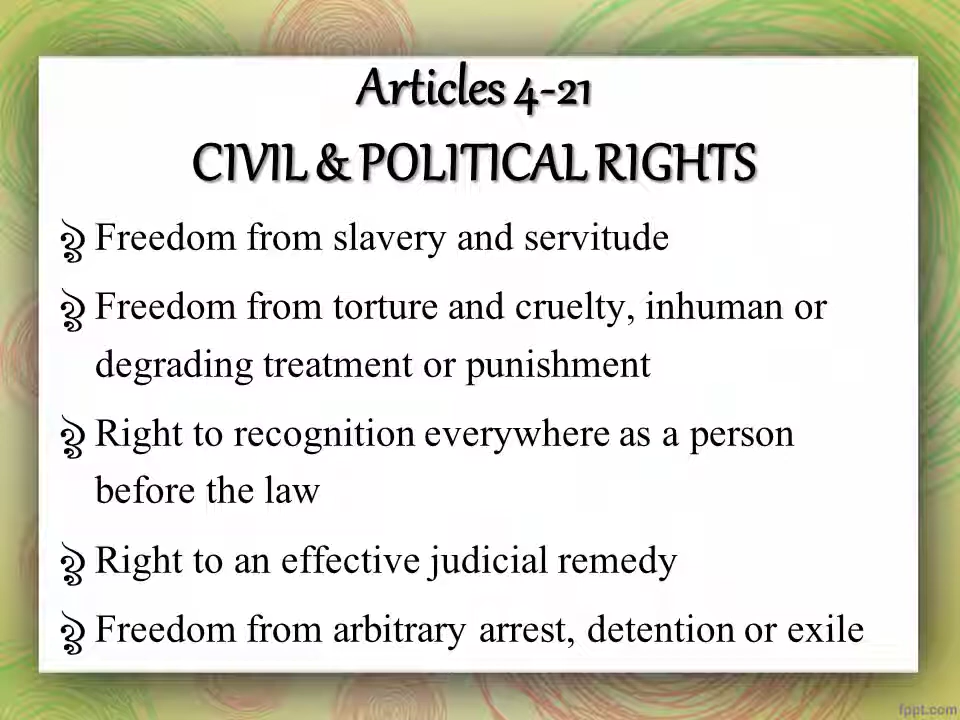 Articles 4-21
CIVIL & POLITICAL RIGHTS
Freedom from slavery and servitude
Freedom from torture and cruelty, inhuman or
degrading treatment or punishment
Right to recognition everywhere as a person
before the law
Right to an effective judicial remedy
Freedom from arbitrary arrest, detention or exile
fppt.com